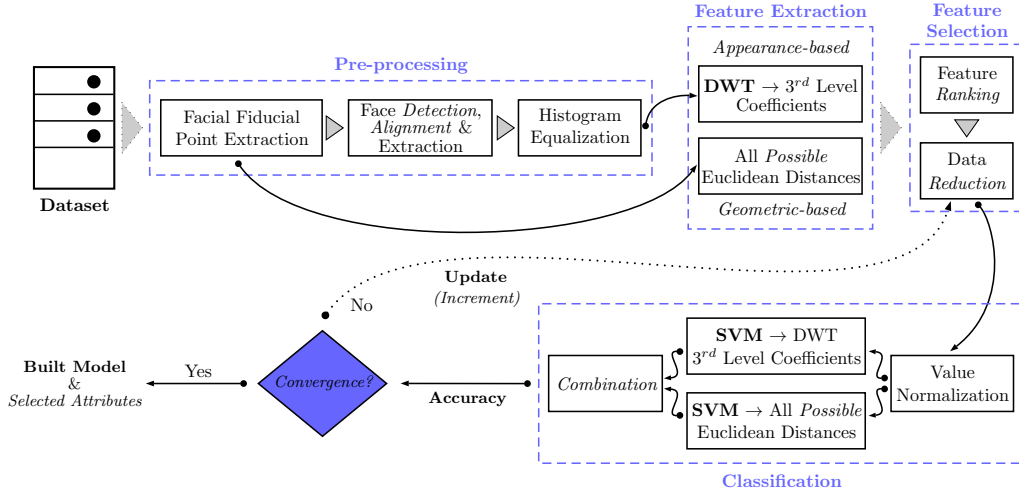 Feature Extraction
Feature
Selection
Pre-processing
Appearance-based
DWT → 3rd Level
Coefficients
Feature
Ranking
Facial Fiducial
Point Extraction
Face Detection,
Alignment &
Extraction
Histogram
Equalization
All Possible
Euclidean Distances
Data
Reduction
Dataset
Geometric-based
Update
(Increment)
No
SVM → DWT
3rd Level Coefficients
Built Model
&
Selected Attributes
Yes
Convergence?
Accuracy
Combination
Value
Normalization
SVM → All Possible
Euclidean Distances
Classification